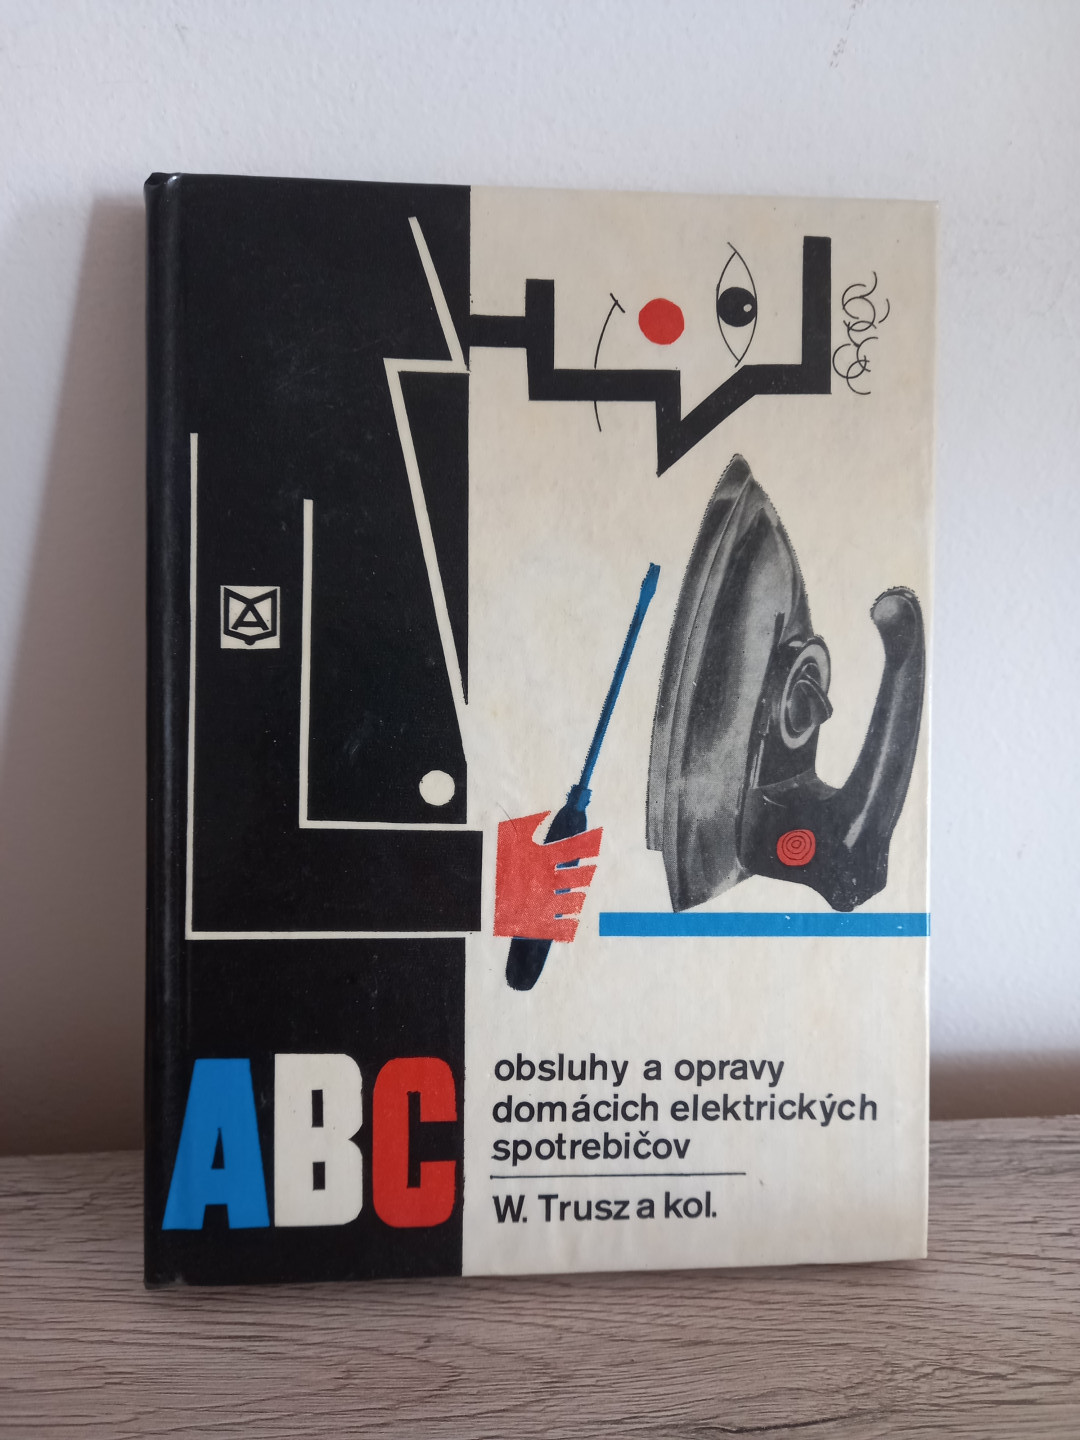 ABC
obsluhy a opravy
domácich elektrických
spotrebičov
W. Trusz a kol.